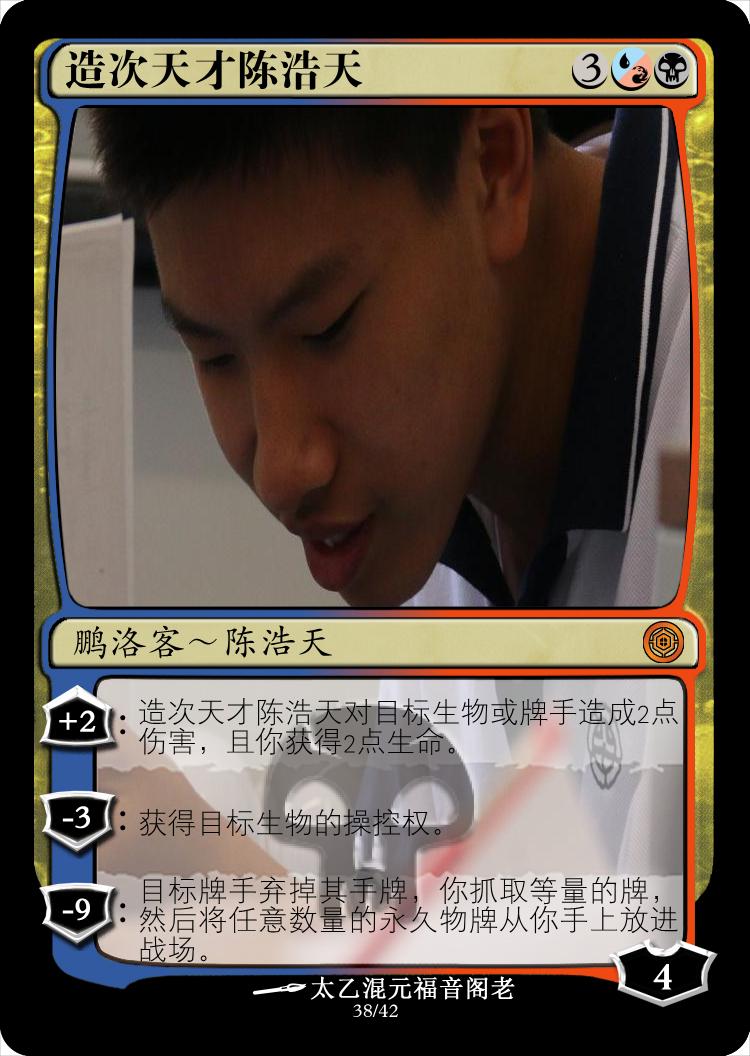 造次天才陈浩天
3
鹏洛客～陈浩天
+2：造次天才陈浩天对目标生物或牌手造成2点
伤害，且你获得2点生命。
-3：获得目标生物的操控权。
-9：目标牌手弃掉其手牌，你抓取等量的牌，
然后将任意数量的永久物牌从你手上放进
战场。
4
太乙混元福音阁老
38/42